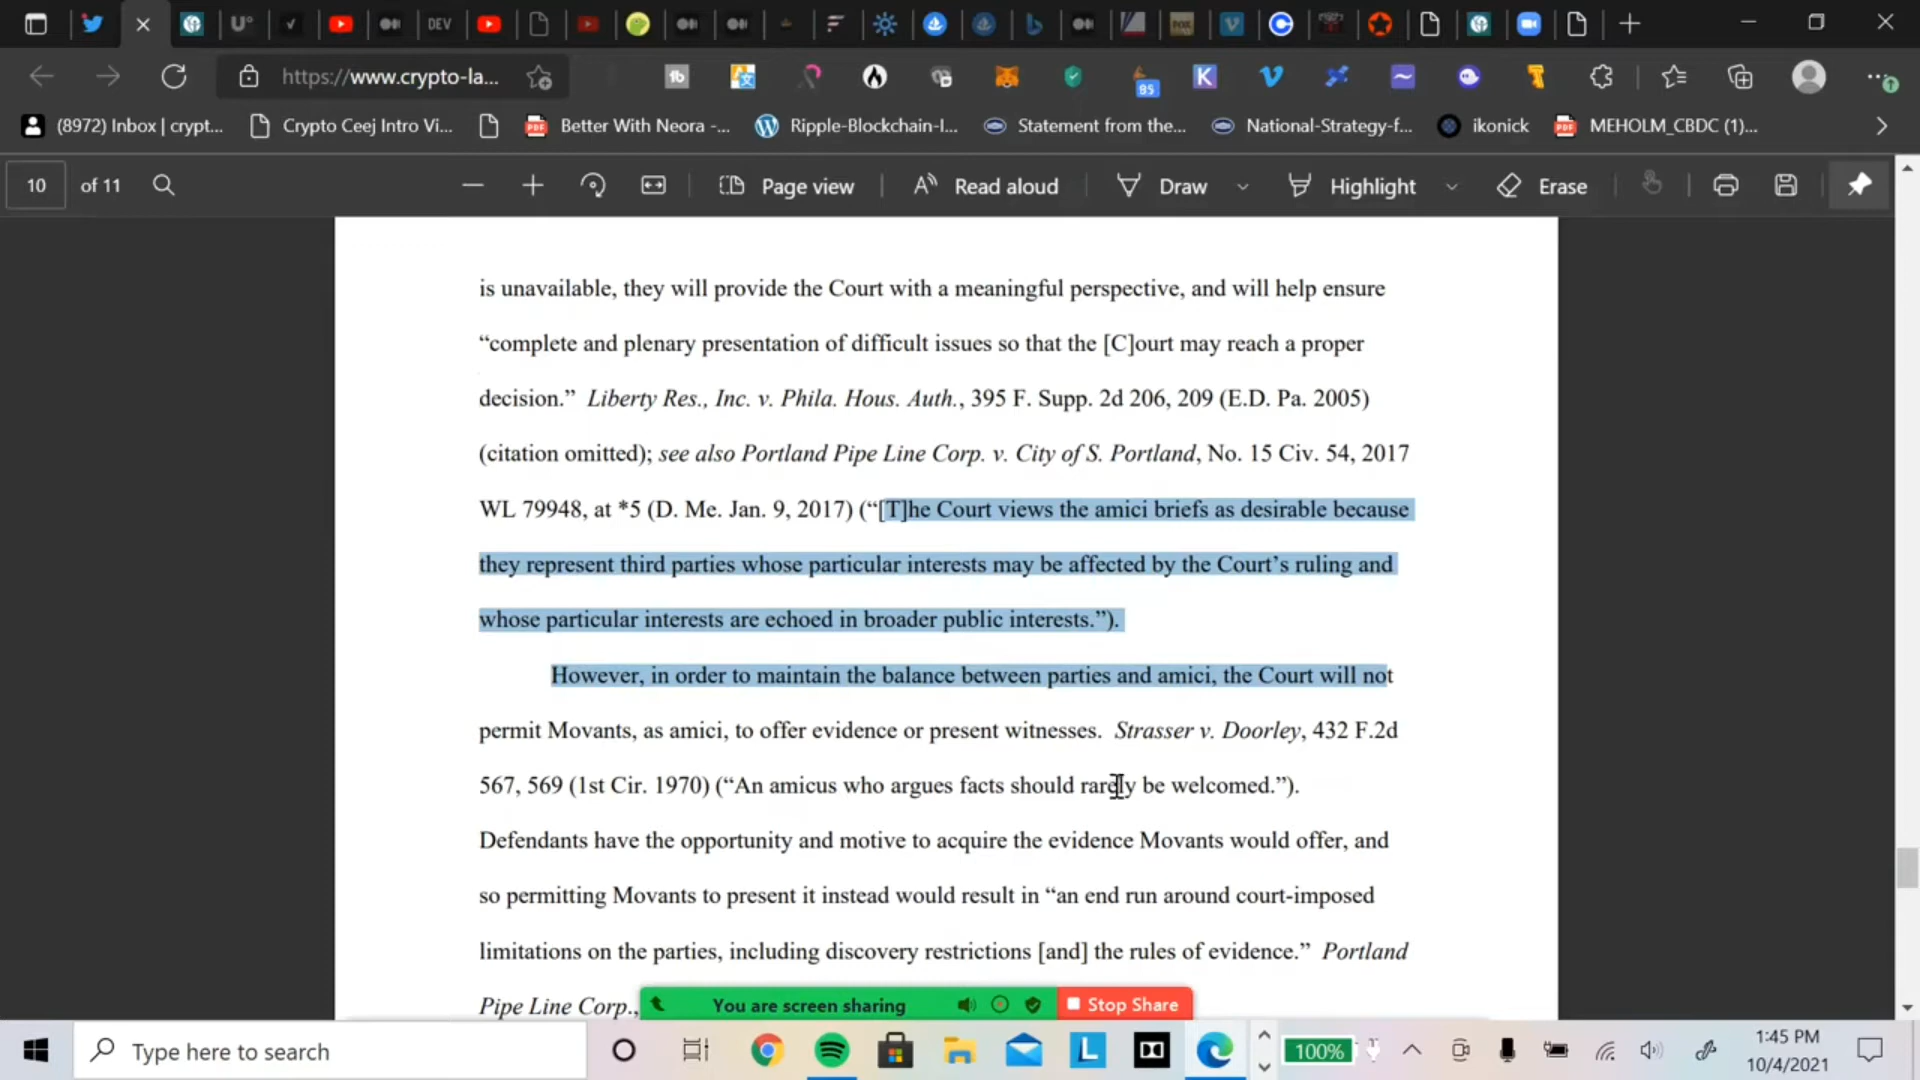 DEV
https://www.crypto-la...
85
(8972) Inbox | crypt...
Crypto Ceej Intro Vi...
PDF
Better With Neora -...
Ripple-Blockchain-I...
Statement from the...
National-Strategy-f...
ikonick
PDF
MEHOLM_CBDC (1)...
10
of 11
Page view
Read aloud
Draw
Highlight
Erase
is unavailable, they will provide the Court with a meaningful perspective, and will help ensure
“complete and plenary presentation of difficult issues so that the [C]ourt may reach a proper
decision.” Liberty Res., Inc. v. Phila. Hous. Auth., 395 F. Supp. 2d 206, 209 (E.D. Pa. 2005)
(citation omitted); see also Portland Pipe Line Corp. v. City of S. Portland, No. 15 Civ. 54, 2017
WL 79948, at *5 (D. Me. Jan. 9, 2017) (“[T]he Court views the amici briefs as desirable because
they represent third parties whose particular interests may be affected by the Court’s ruling and
whose particular interests are echoed in broader public interests.”).
However, in order to maintain the balance between parties and amici, the Court will not
permit Movants, as amici, to offer evidence or present witnesses. Strasser v. Doorley, 432 F.2d
567, 569 (1st Cir. 1970) (“An amicus who argues facts should rarely be welcomed.”).
Defendants have the opportunity and motive to acquire the evidence Movants would offer, and
so permitting Movants to present it instead would result in “an end run around court-imposed
limitations on the parties, including discovery restrictions [and] the rules of evidence.” Portland
Pipe Line Corp.,
You are screen sharing
Stop Share
Type here to search
L
100%
1:45 PM
10/4/2021